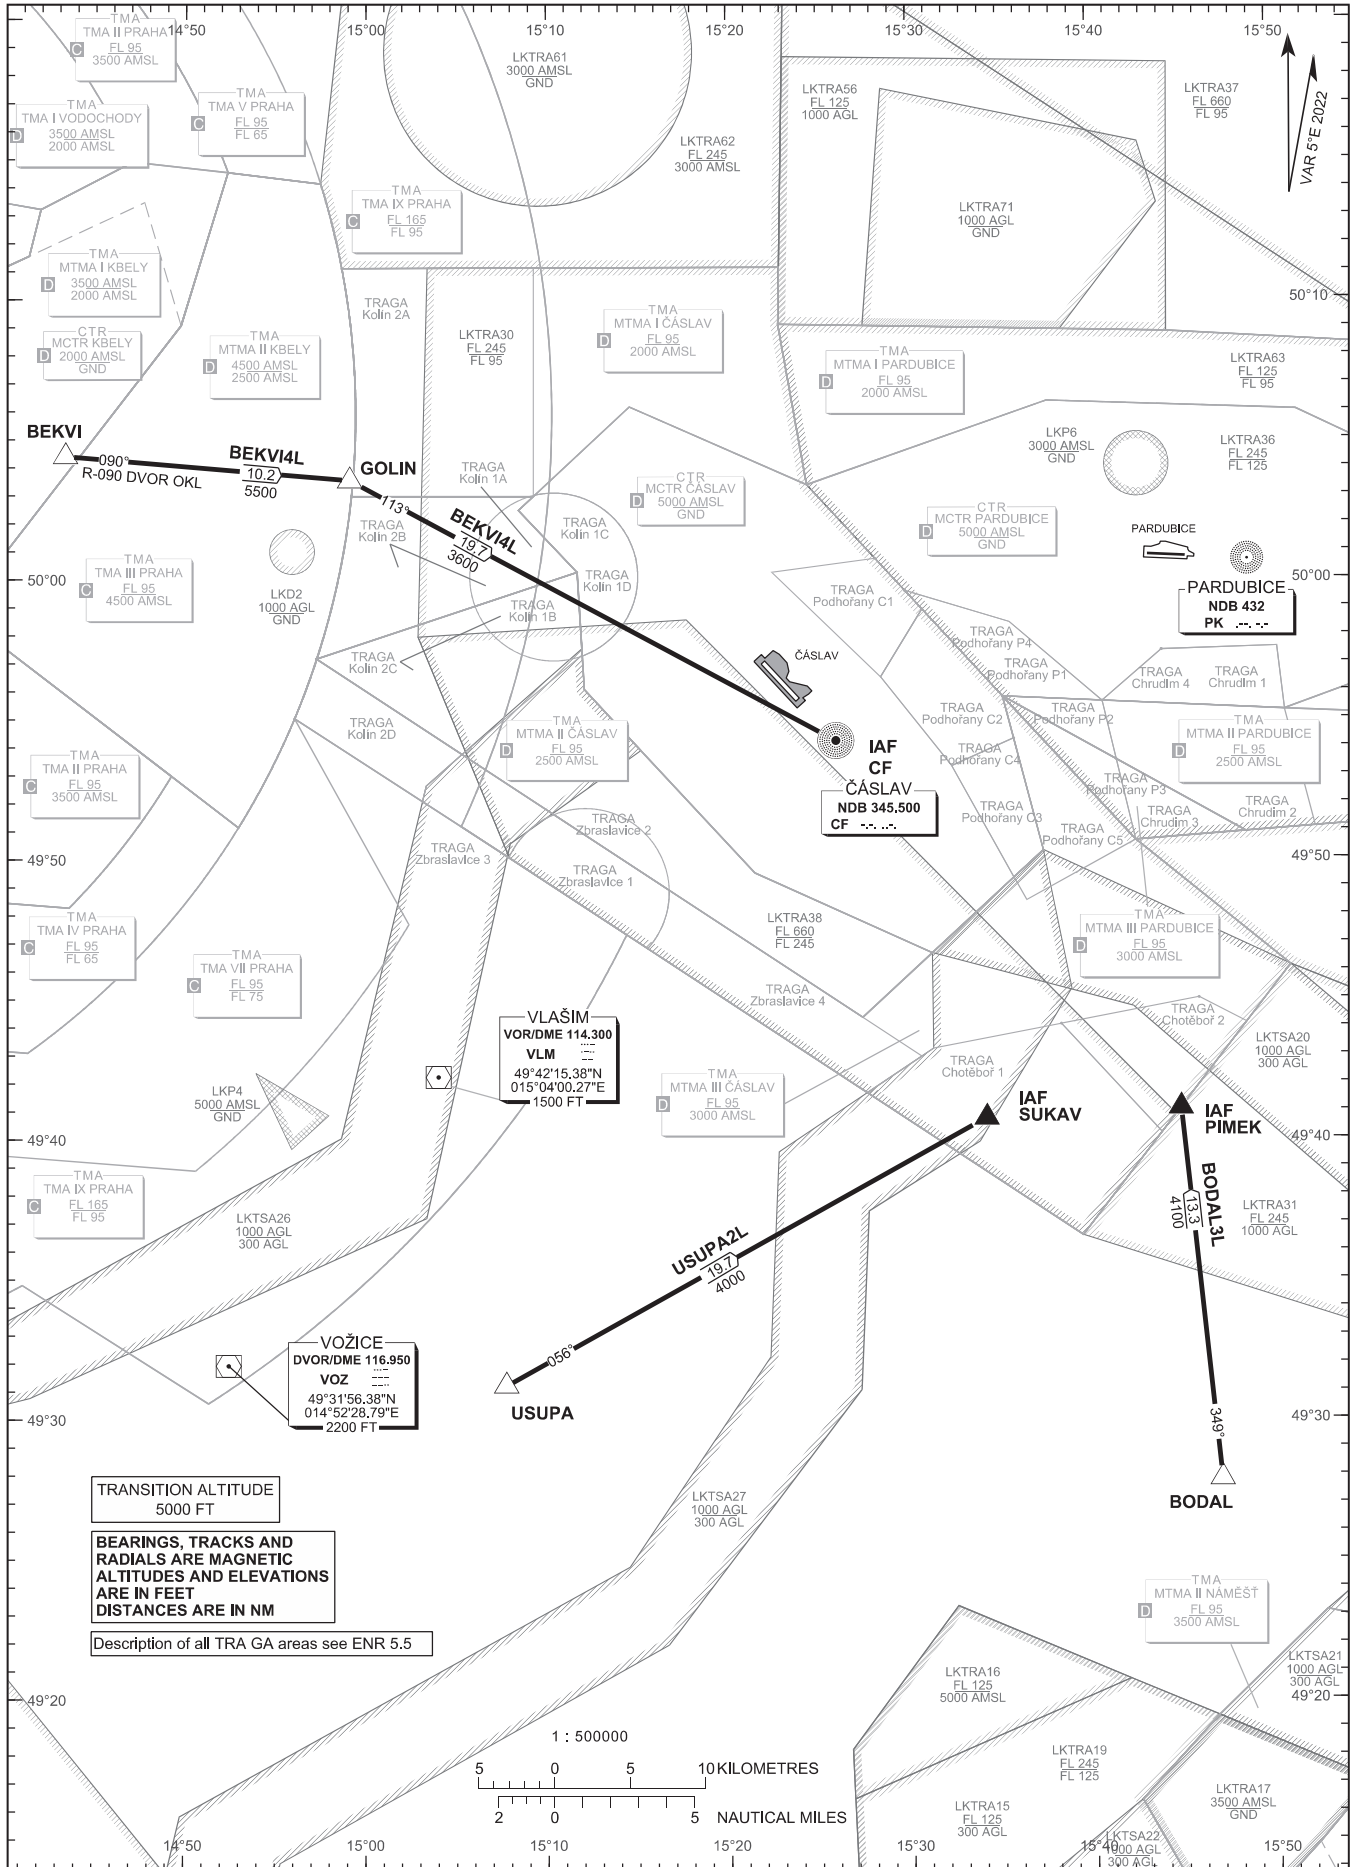 14°50'
15°00'
15°10'
15°20'
15°30'
15°40'
15°50'
TMA
TMA II PRAHA
C
FL 95
3500 AMSL
TMA
TMA V PRAHA
C
FL 95
FL 65
TMA
TMA I VODOCHODY
D
3500 AMSL
2000 AMSL
LKTRA61
3000 AMSL
GND
LKTRA62
FL 245
3000 AMSL
LKTRA56
FL 125
1000 AGL
LKTRA37
FL 660
FL 95
VAR 5°E 2022
TMA
TMA IX PRAHA
C
FL 165
FL 95
LKTRA71
1000 AGL
GND
TMA
MTMA I KBELY
D
3500 AMSL
2000 AMSL
50°10'
TRAGA
Kolín 2A
CTR
MCTR KBELY
D
2000 AMSL
GND
TMA
MTMA II KBELY
D
4500 AMSL
2500 AMSL
LKTRA30
FL 245
FL 95
TMA
MTMA I ČÁSLAV
D
FL 95
2000 AMSL
TMA
MTMA I PARDUBICE
D
FL 95
2000 AMSL
LKTRA63
FL 125
FL 95
BEKVI
090°
R-090 DVOR OKL
BEKVI4L
10.2
5500
GOLIN
113°
BEKVI4L
19.7
3600
TRAGA
Kolín 1A
LKP6
3000 AMSL
GND
LKTRA36
FL 245
FL 125
CTR
MCTR ČÁSLAV
D
5000 AMSL
GND
TRAGA
Kolín 2B
TRAGA
Kolín 1C
CTR
MCTR PARDUBICE
D
5000 AMSL
GND
PARDUBICE
TMA
TMA III PRAHA
C
FL 95
4500 AMSL
50°00'
LKD2
1000 AGL
GND
TRAGA
Kolín 1D
TRAGA
Kolín 1B
50°00'
PARDUBICE
NDB 432
PK .--. -.-
TRAGA
Podhořany C1
TRAGA
Podhořany P4
TRAGA
Podhořany P1
TRAGA
Chrudim 4
TRAGA
Chrudim 1
TRAGA
Kolín 2C
ČÁSLAV
TRAGA
Kolín 2D
TRAGA
Podhořany C2
TRAGA
Podhořany P2
TMA
MTMA II ČÁSLAV
D
FL 95
2500 AMSL
TMA
MTMA II PARDUBICE
D
FL 95
2500 AMSL
IAF
CF
ČÁSLAV
NDB 345.500
CF -.-. ..-.
TRAGA
Podhořany C4
TRAGA
Podhořany P3
TMA
TMA II PRAHA
C
FL 95
3500 AMSL
TRAGA
Podhořany C3
TRAGA
Chrudim 3
TRAGA
Chrudim 2
TRAGA
Podhořany C5
TRAGA
Zbraslavice 2
TRAGA
Zbraslavice 3
TRAGA
Zbraslavice 1
49°50'
49°50'
LKTRA38
FL 660
FL 245
TMA
TMA IV PRAHA
C
FL 95
FL 65
TMA
MTMA III PARDUBICE
D
FL 95
3000 AMSL
TMA
TMA VII PRAHA
C
FL 95
FL 75
TRAGA
Zbraslavice 4
TRAGA
Chotěboř 2
VLAŠIM
VOR/DME 114.300
VLM
49°42'15.38"N
015°04'00.27"E
1500 FT
LKTSA20
1000 AGL
300 AGL
TRAGA
Chotěboř 1
TMA
MTMA III ČÁSLAV
D
FL 95
3000 AMSL
LKP4
5000 AMSL
GND
IAF
SUKAV
IAF
PIMEK
49°40'
49°40'
TMA
TMA IX PRAHA
C
FL 165
FL 95
LKTSA26
1000 AGL
300 AGL
BODAL3L
13.3
4100
LKTRA31
FL 245
1000 AGL
USUPA2L
19.7
4000
056°
USUPA
VOŽICE
DVOR/DME 116.950
VOZ
49°31'56.38"N
014°52'28.79"E
2200 FT
49°30'
49°30'
349°
BODAL
TRANSITION ALTITUDE
5000 FT
LKTSA27
1000 AGL
300 AGL
BEARINGS, TRACKS AND
RADIALS ARE MAGNETIC
ALTITUDES AND ELEVATIONS
ARE IN FEET
DISTANCES ARE IN NM
Description of all TRA GA areas see ENR 5.5
TMA
MTMA II NÁMĚŠŤ
D
FL 95
3500 AMSL
LKTRA16
FL 125
5000 AMSL
LKTSA21
1000 AGL
300 AGL
49°20'
49°20'
1 : 500000
5 0 5 10 KILOMETRES
2 0 5 NAUTICAL MILES
LKTRA19
FL 245
FL 125
LKTRA17
3500 AMSL
GND
LKTRA15
FL 125
300 AGL
LKTSA22
1000 AGL
300 AGL
14°50'
15°00'
15°10'
15°20'
15°30'
15°40'
15°50'